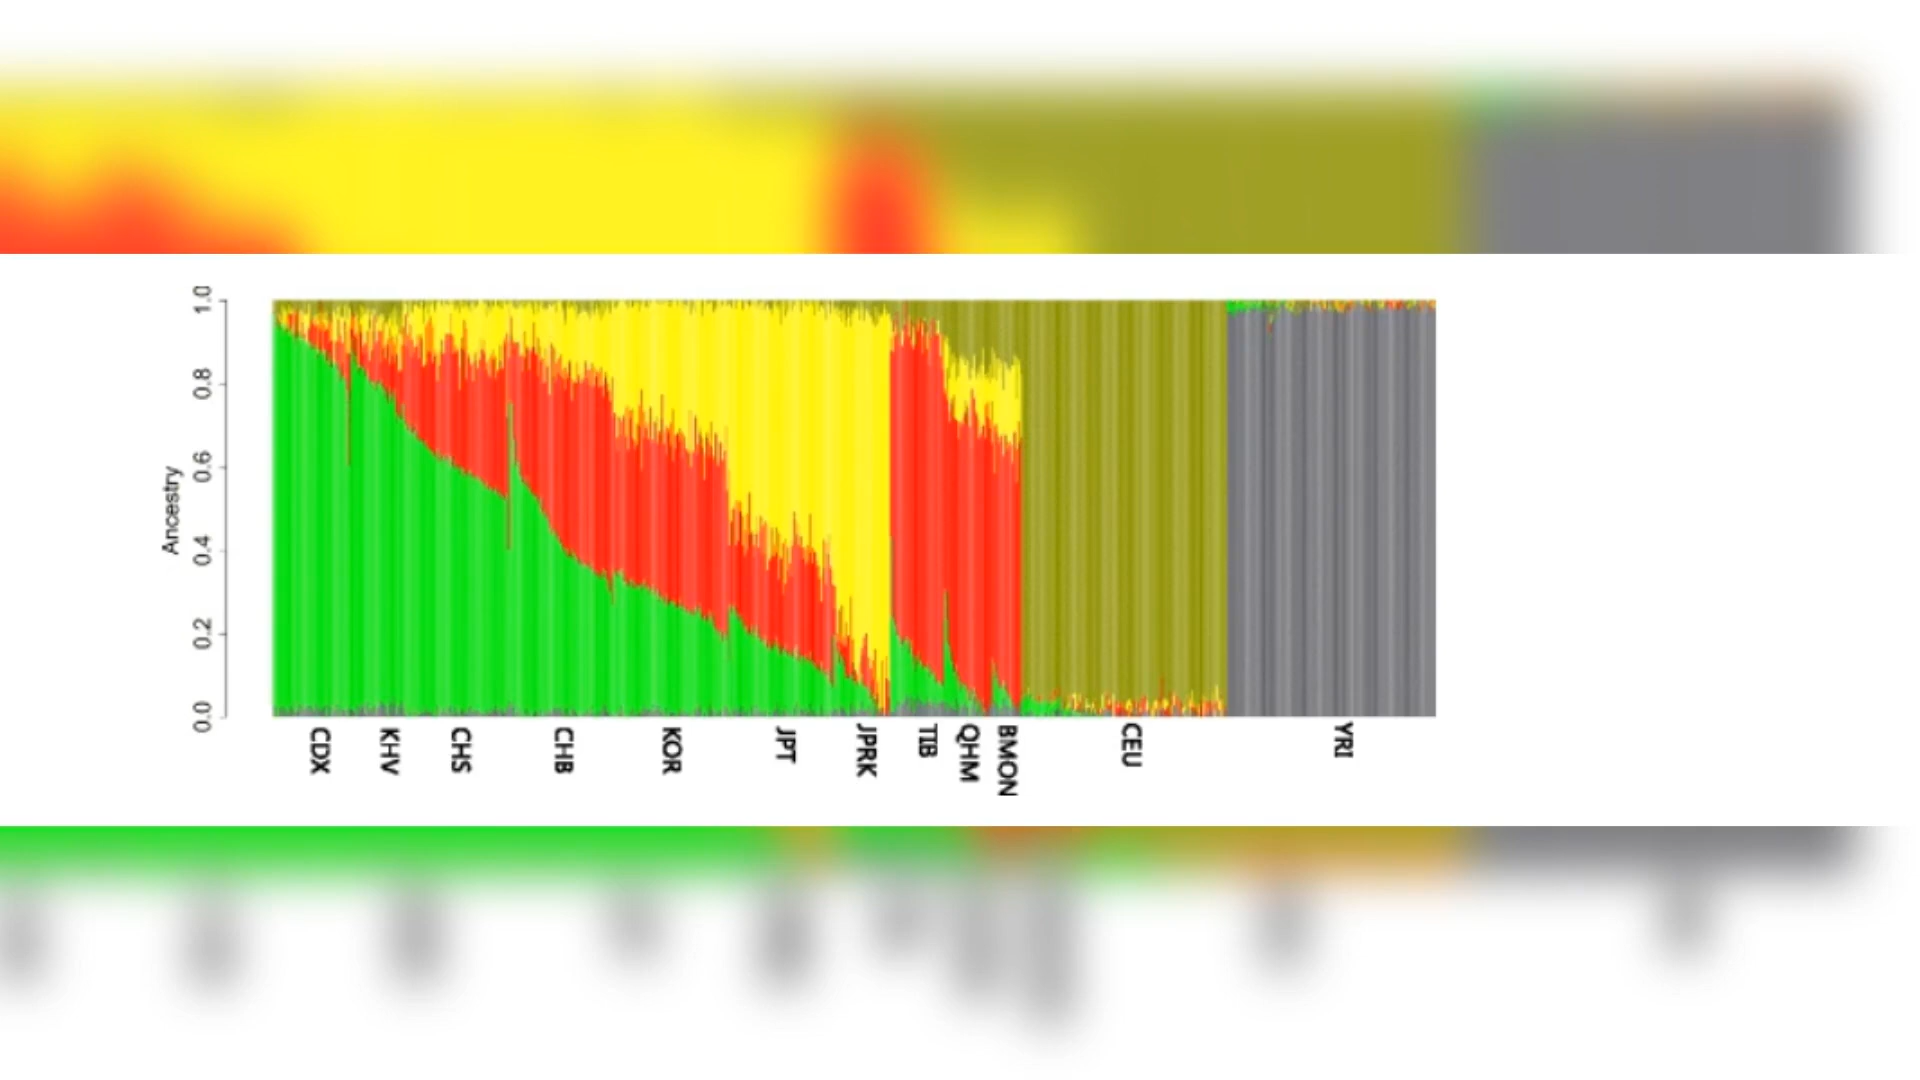 Ancestry
1.0
0.8
0.6
0.4
0.2
0.0
CDX
KHV
CHS
CHB
KOR
JPT
JPRK
TIB
QHM
BMON
CEU
YRI